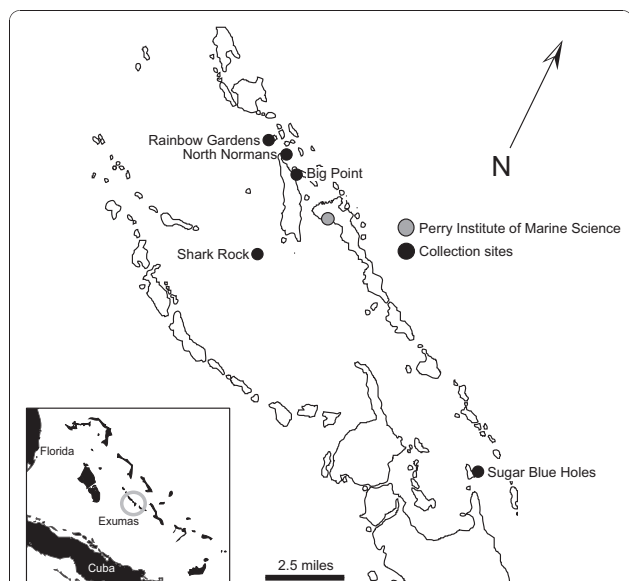 Rainbow Gardens
North Normans
Big Point
N
Perry Institute of Marine Science
Shark Rock
Collection sites
Florida
Sugar Blue Holes
Exumas
Cuba
2.5 miles